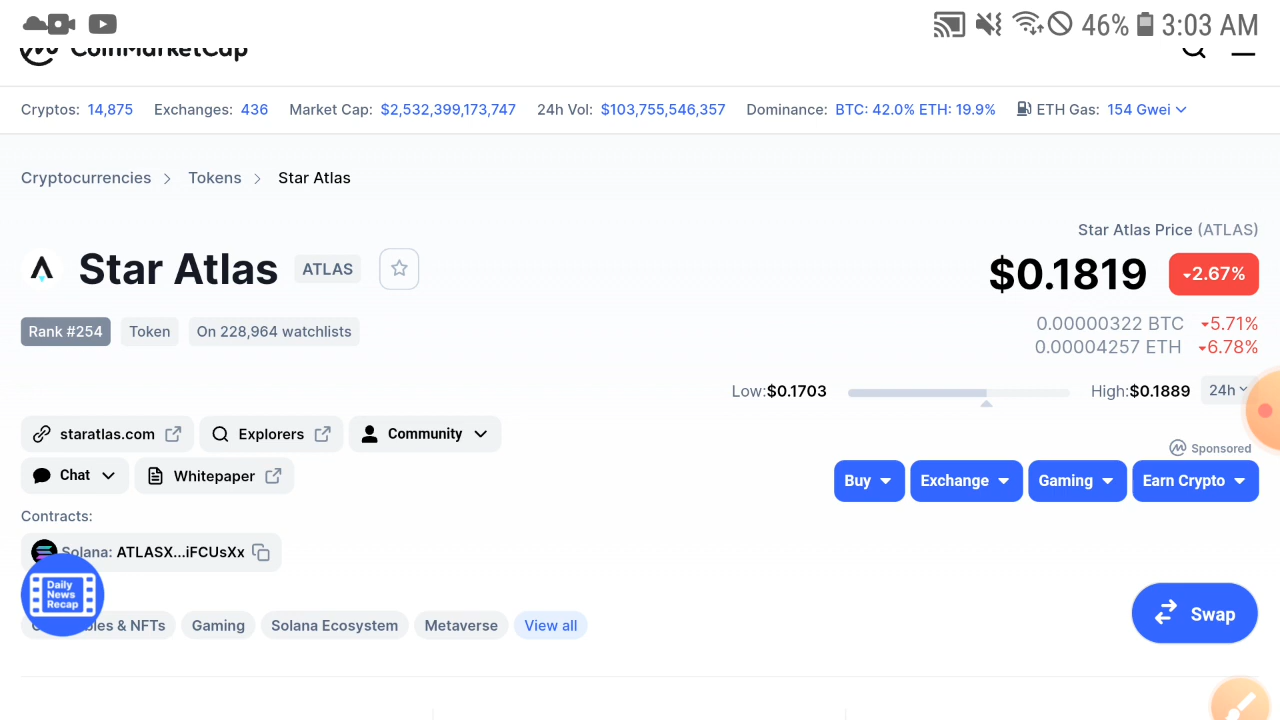 46% 3:03 AM
CoinMarketCap
Cryptos: 14,875 Exchanges: 436 Market Cap: $2,532,399,173,747 24h Vol: $103,755,546,357 Dominance: BTC: 42.0% ETH: 19.9% ETH Gas: 154 Gwei
Cryptocurrencies > Tokens > Star Atlas
Star Atlas Price (ATLAS)
Star Atlas ATLAS
$0.1819 2.67%
Rank #254 Token On 228,964 watchlists
0.00000322 BTC 5.71%
0.00004257 ETH 6.78%
Low:$0.1703 High:$0.1889 24h
staratlas.com Explorers Community
Sponsored
Chat Whitepaper
Buy Exchange Gaming Earn Crypto
Contracts:
Solana: ATLASX...iFCUsXx
Daily
News
Recap
Swap
& NFTs Gaming Solana Ecosystem Metaverse View all